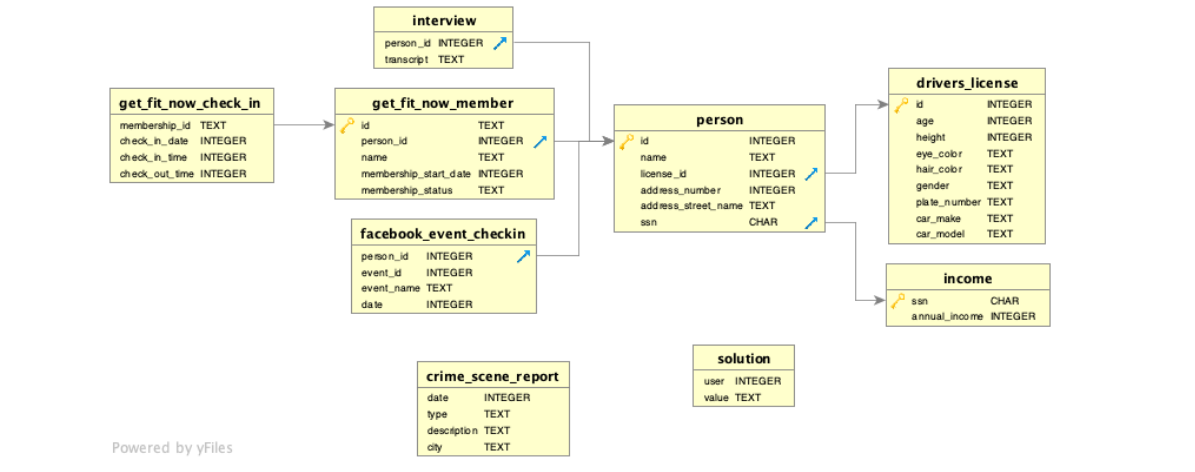 interview
person_id INTEGER
transcript TEXT
get_fit_now_check_in
membership_id TEXT
check_in_date INTEGER
check_in_time INTEGER
check_out_time INTEGER
get_fit_now_member
id TEXT
person_id INTEGER
name TEXT
membership_start_date INTEGER
membership_status TEXT
facebook_event_checkin
person_id INTEGER
event_id INTEGER
event_name TEXT
date INTEGER
person
id INTEGER
name TEXT
license_id INTEGER
address_number INTEGER
address_street_name TEXT
ssn CHAR
drivers_license
id INTEGER
age INTEGER
height INTEGER
eye_color TEXT
hair_color TEXT
gender TEXT
plate_number TEXT
car_make TEXT
car_model TEXT
income
ssn CHAR
annual_income INTEGER
solution
user INTEGER
value TEXT
crime_scene_report
date INTEGER
type TEXT
description TEXT
city TEXT
Powered by yFiles